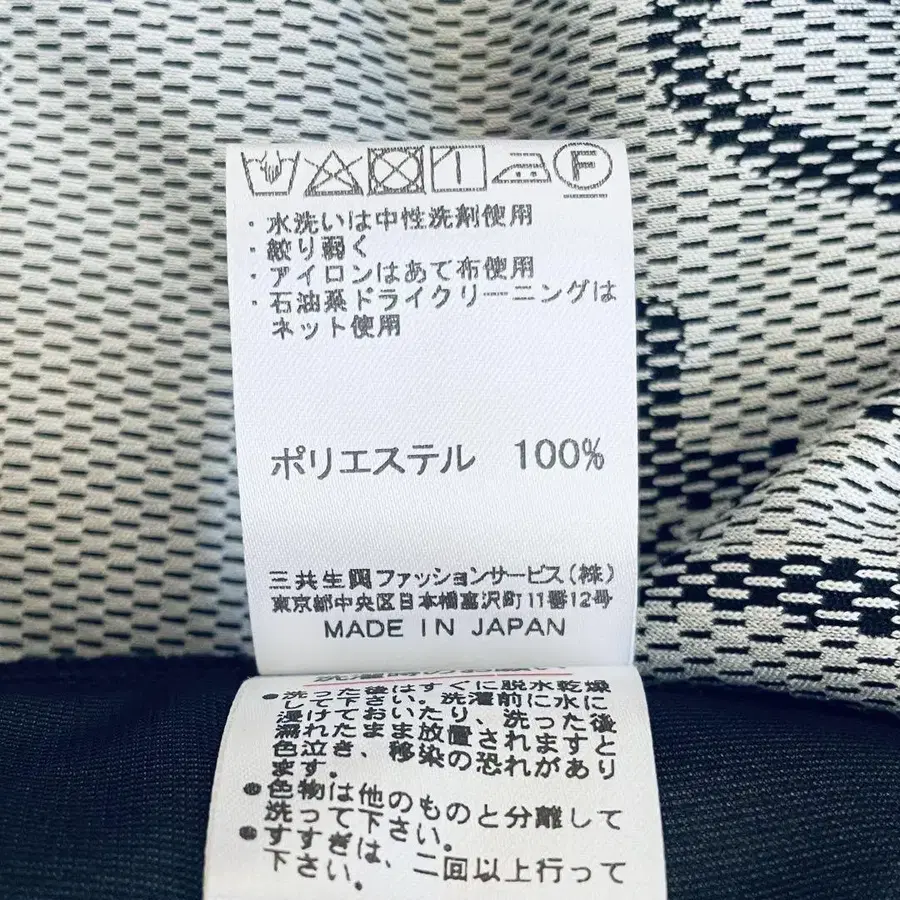 F
・水洗いは中性洗剤使用
・絞り弱く
・アイロンはあて布使用
・石油系ドライクリーニングは
ネット使用
ポリエステル 100%
三共生興ファッションサービス(株)
東京都中央区日本橋富沢町11番12号
MADE IN JAPAN
●洗った後はすぐに脱水乾燥
して下さい。洗濯前に水に
浸けておいたり、洗った後
濡れたまま放置されますと
色泣き、移染の恐れがあり
ます。
●色物は他のものと分離して
洗って下さい。
●すすぎは、二回以上行って
下さい。